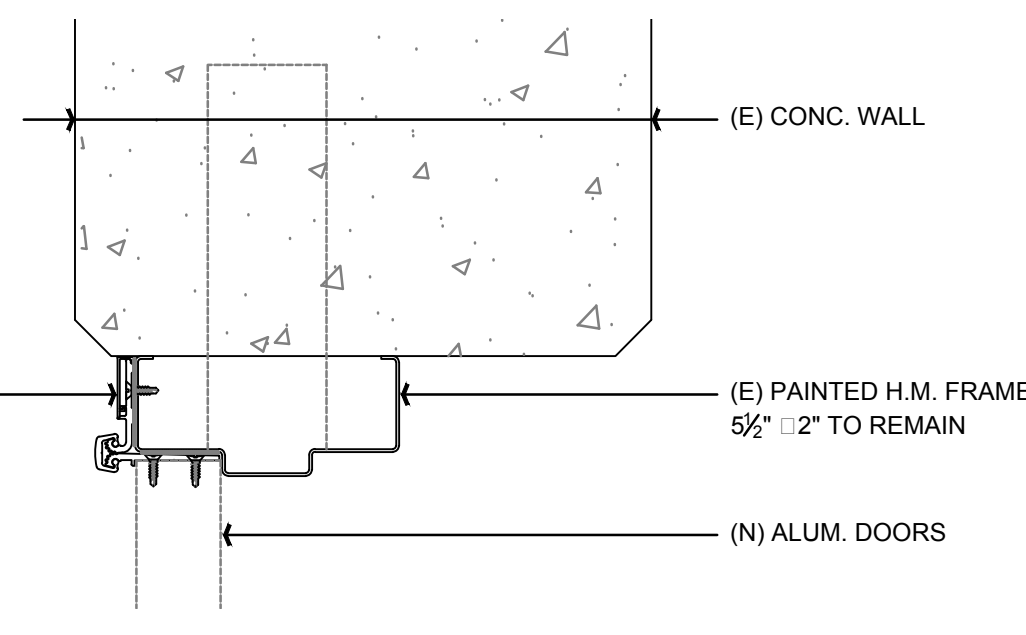 (E) CONC. WALL
(E) PAINTED H.M. FRAME
5½" □2" TO REMAIN
(N) ALUM. DOORS